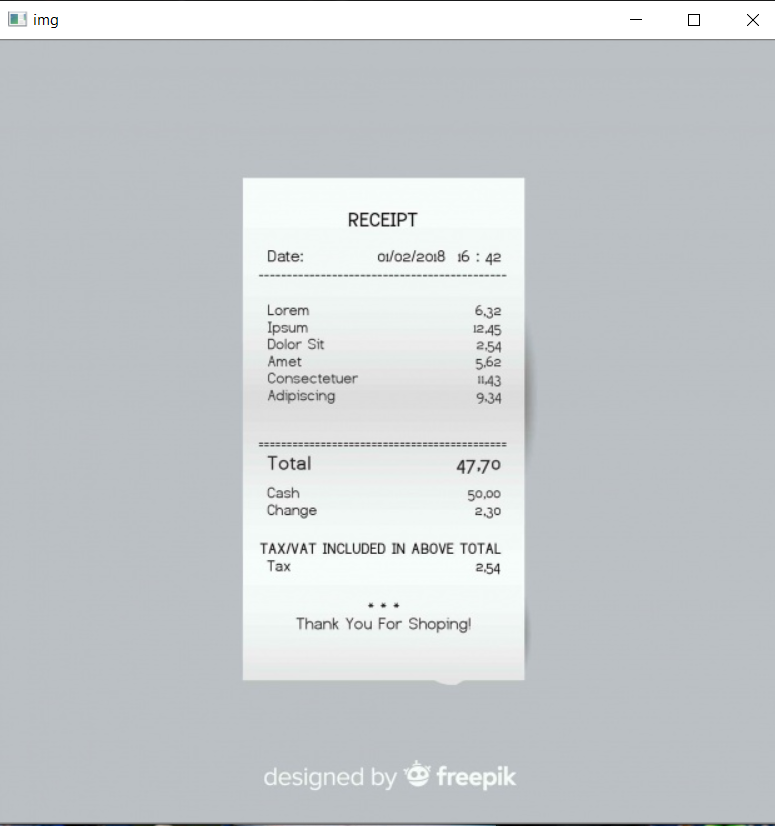 img
RECEIPT
Date: 01/02/2018 16 : 42
---------------------------------------------
Lorem 6,32
Ipsum 12,45
Dolor Sit 2,54
Amet 5,62
Consectetuer 11,43
Adipiscing 9,34
=============================================
Total 47,70
Cash 50,00
Change 2,30
TAX/VAT INCLUDED IN ABOVE TOTAL
Tax 2,54
* * *
Thank You For Shoping!
designed by freepik